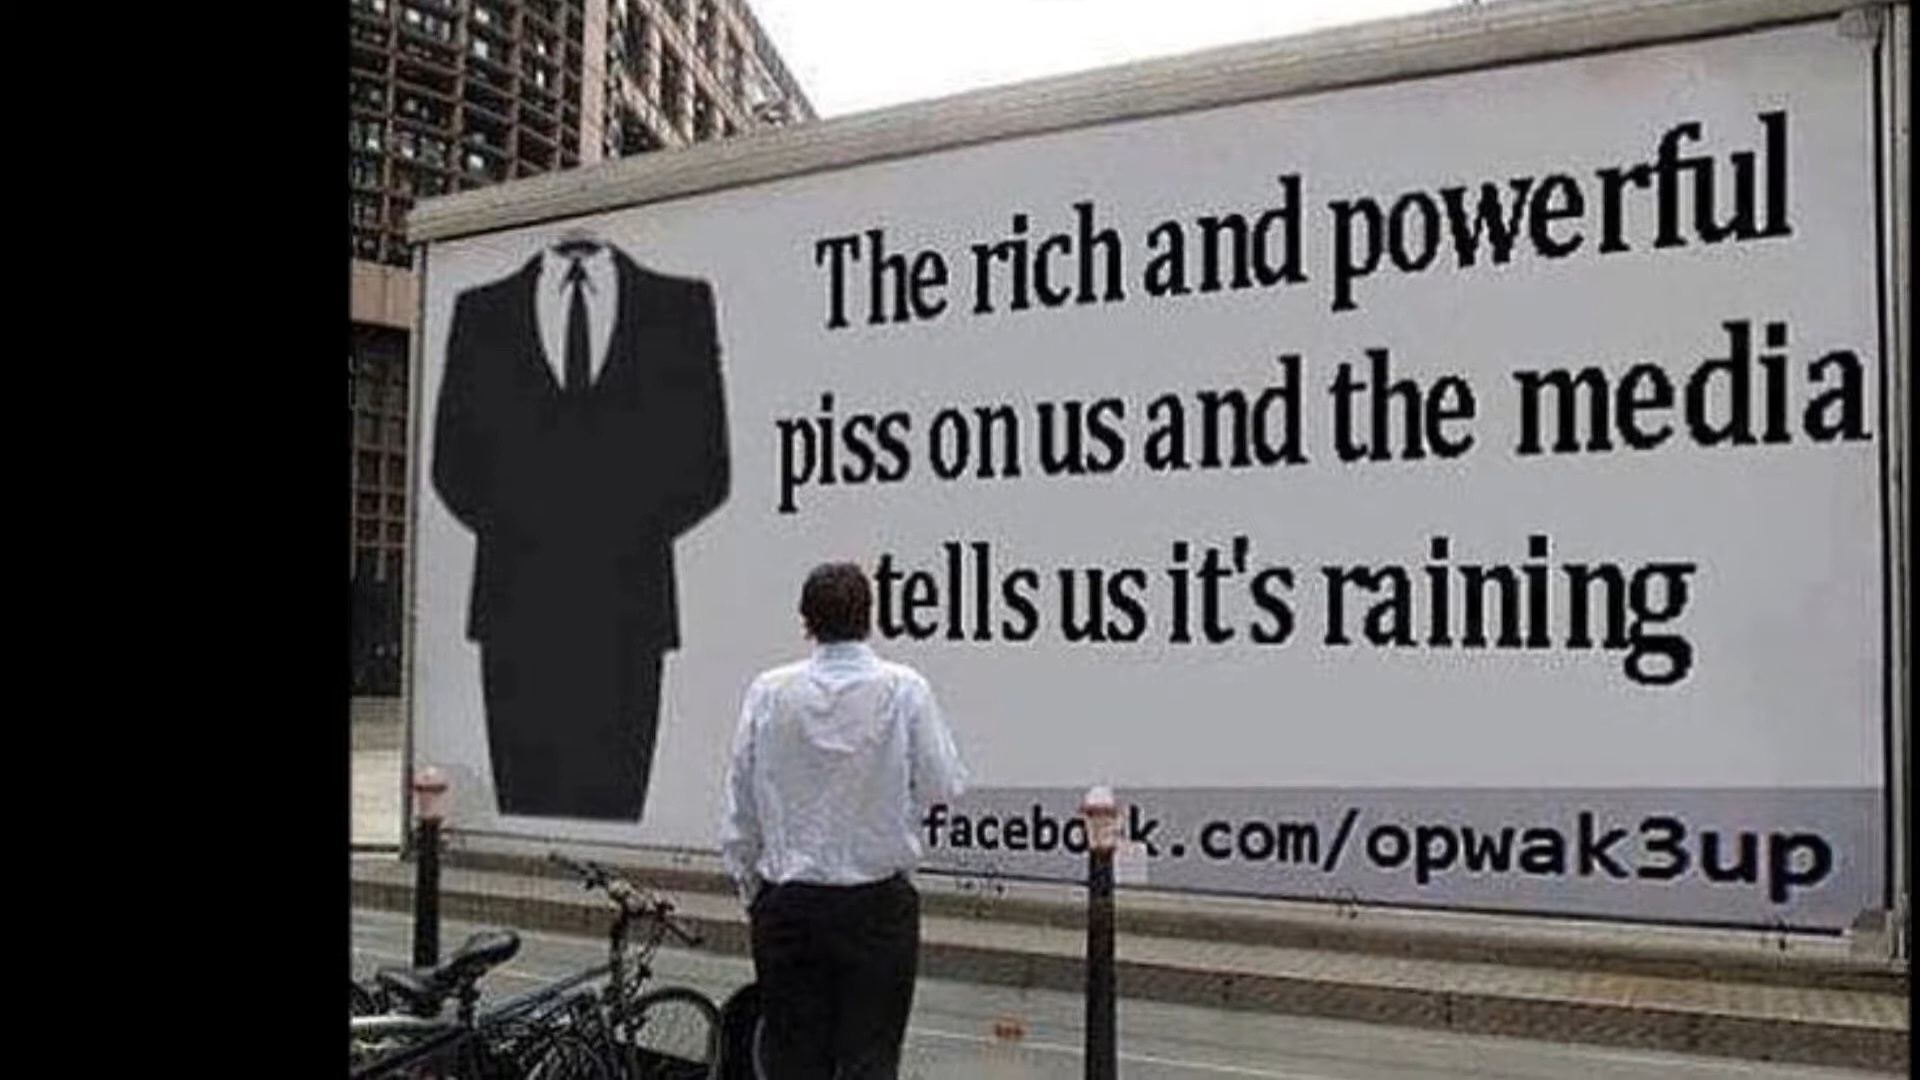 The rich and powerful
piss on us and the media
tells us it's raining
facebook.com/opwak3up